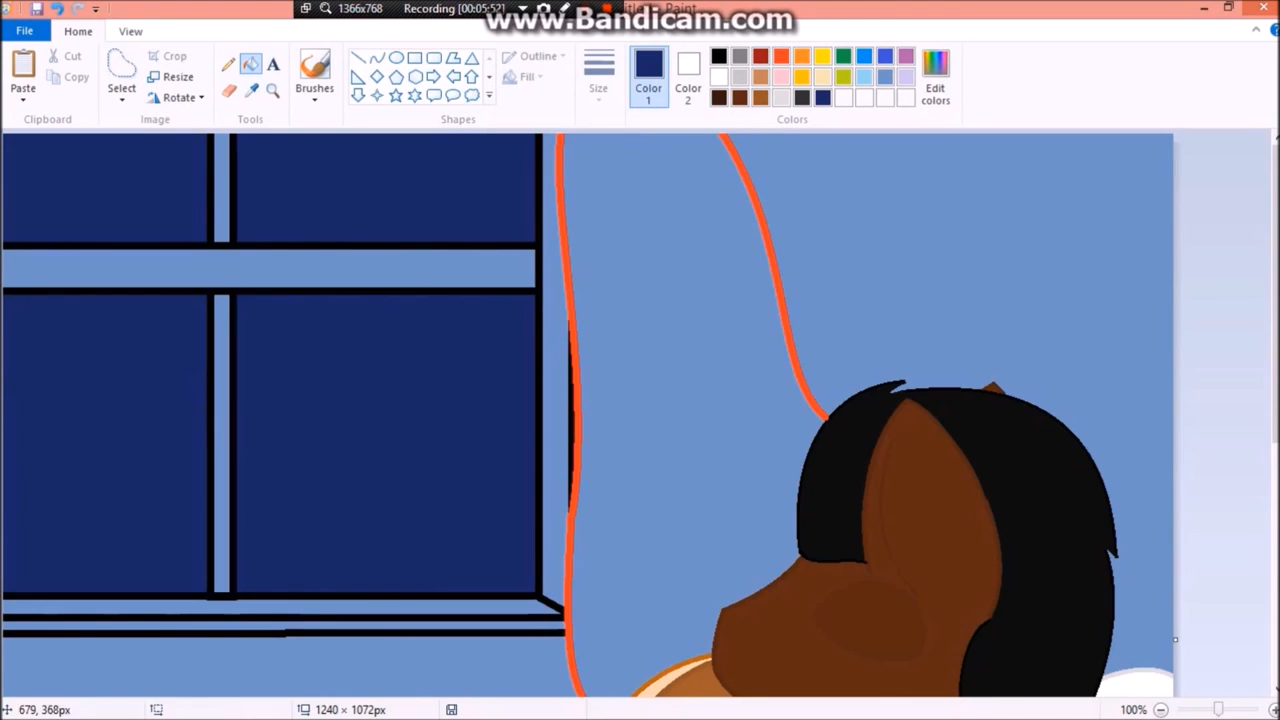 1366x768 Recording [00:05:52]
www.Bandicam.com
Paint
File Home View
Paste
Cut
Copy
Clipboard
Select
Crop
Resize
Rotate
Image
A
Tools
Brushes
Outline
Fill
Shapes
Size
Color 1
Color 2
Edit colors
Colors
679, 368px
1240 × 1072px
100%